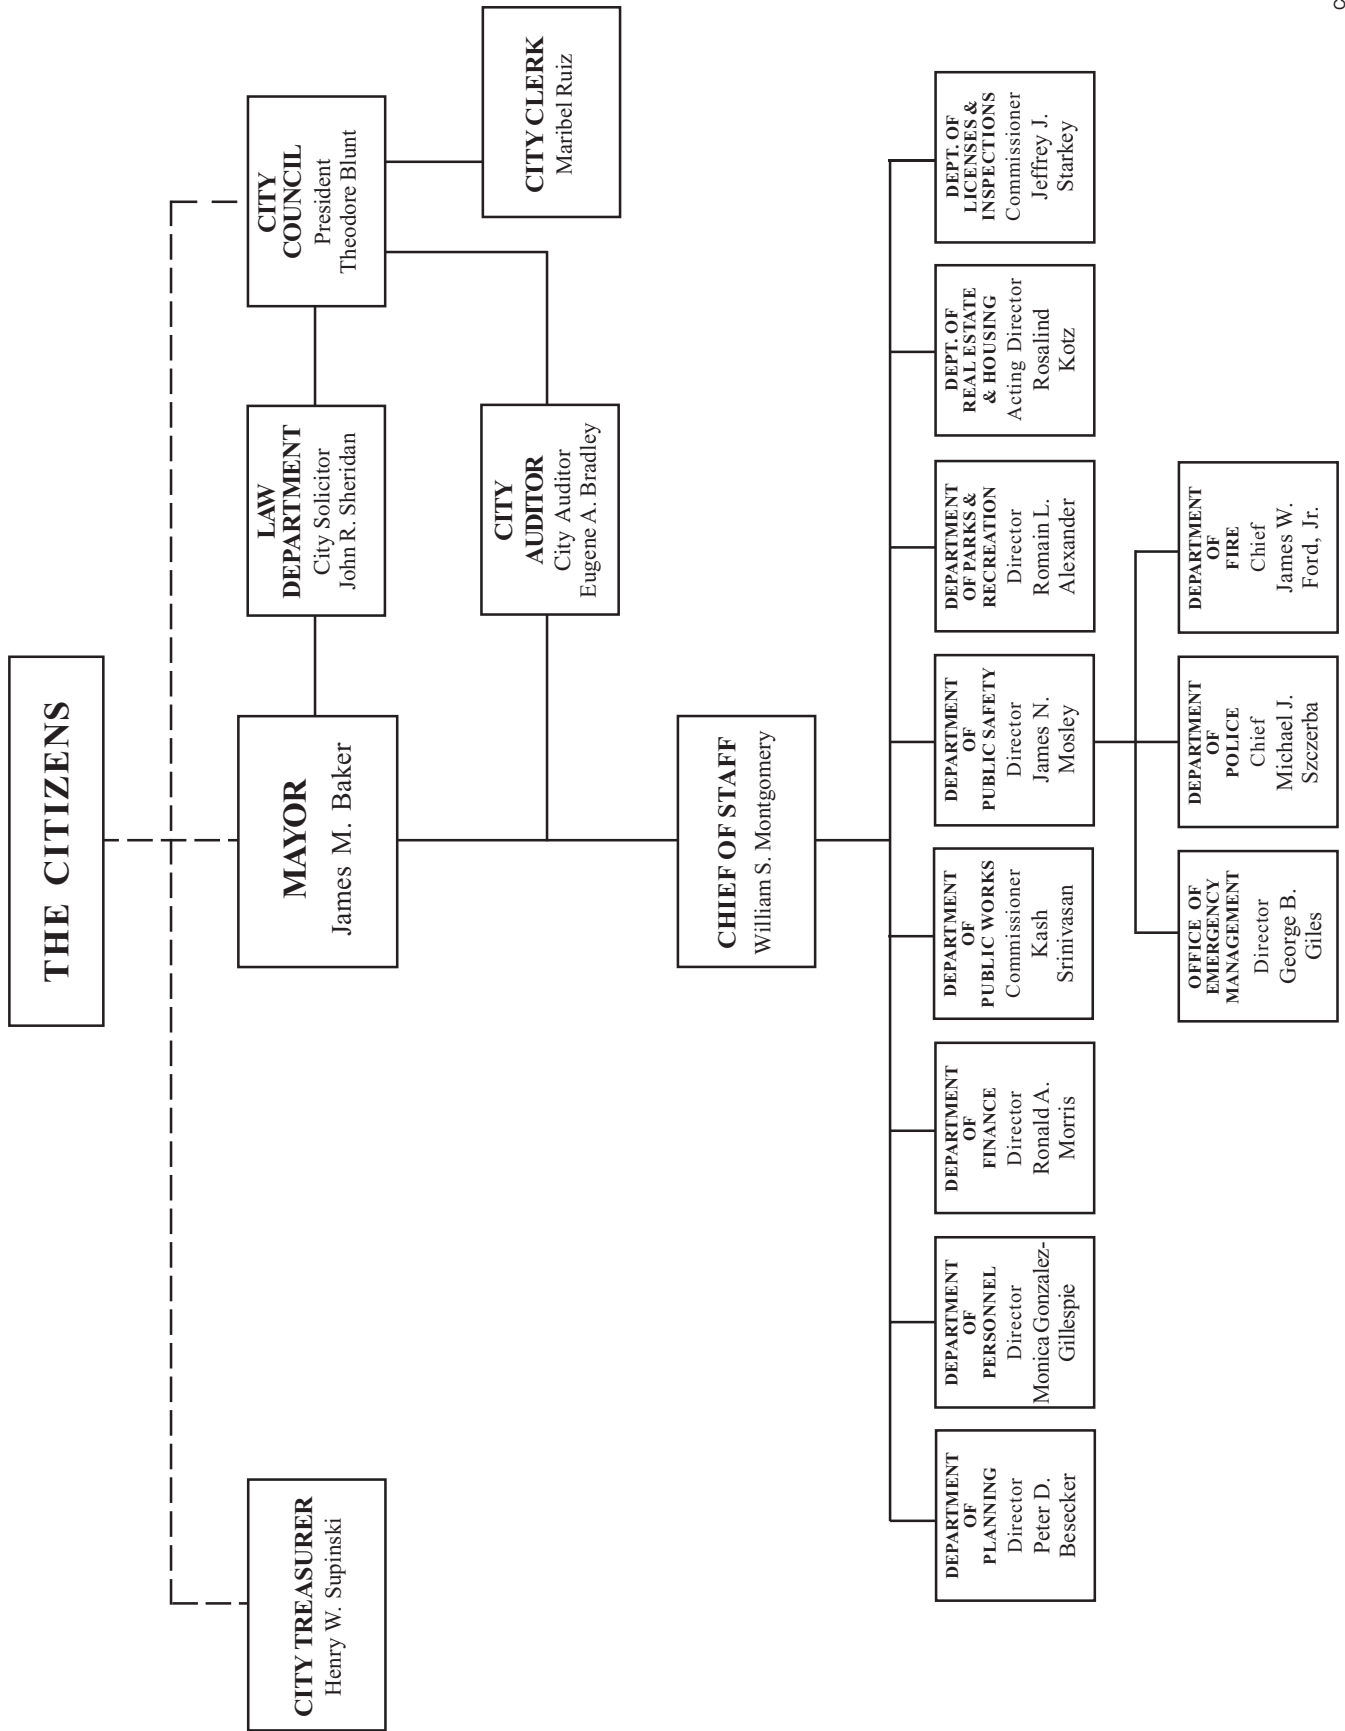 THE CITIZENS
CITY TREASURER
Henry W. Supinski
MAYOR
James M. Baker
LAW
DEPARTMENT
City Solicitor
John R. Sheridan
CITY
COUNCIL
President
Theodore Blunt
CITY
AUDITOR
City Auditor
Eugene A. Bradley
CITY CLERK
Maribel Ruiz
CHIEF OF STAFF
William S. Montgomery
DEPARTMENT
OF
PLANNING
Director
Peter D.
Besecker
DEPARTMENT
OF
PERSONNEL
Director
Monica Gonzalez-
Gillespie
DEPARTMENT
OF
FINANCE
Director
Ronald A.
Morris
DEPARTMENT
OF
PUBLIC WORKS
Commissioner
Kash
Srinivasan
DEPARTMENT
OF
PUBLIC SAFETY
Director
James N.
Mosley
DEPARTMENT
OF PARKS &
RECREATION
Director
Romain L.
Alexander
DEPT. OF
REAL ESTATE
& HOUSING
Acting Director
Rosalind
Kotz
DEPT. OF
LICENSES &
INSPECTIONS
Commissioner
Jeffrey J.
Starkey
OFFICE OF
EMERGENCY
MANAGEMENT
Director
George B.
Giles
DEPARTMENT
OF
POLICE
Chief
Michael J.
Szczerba
DEPARTMENT
OF
FIRE
Chief
James W.
Ford, Jr.